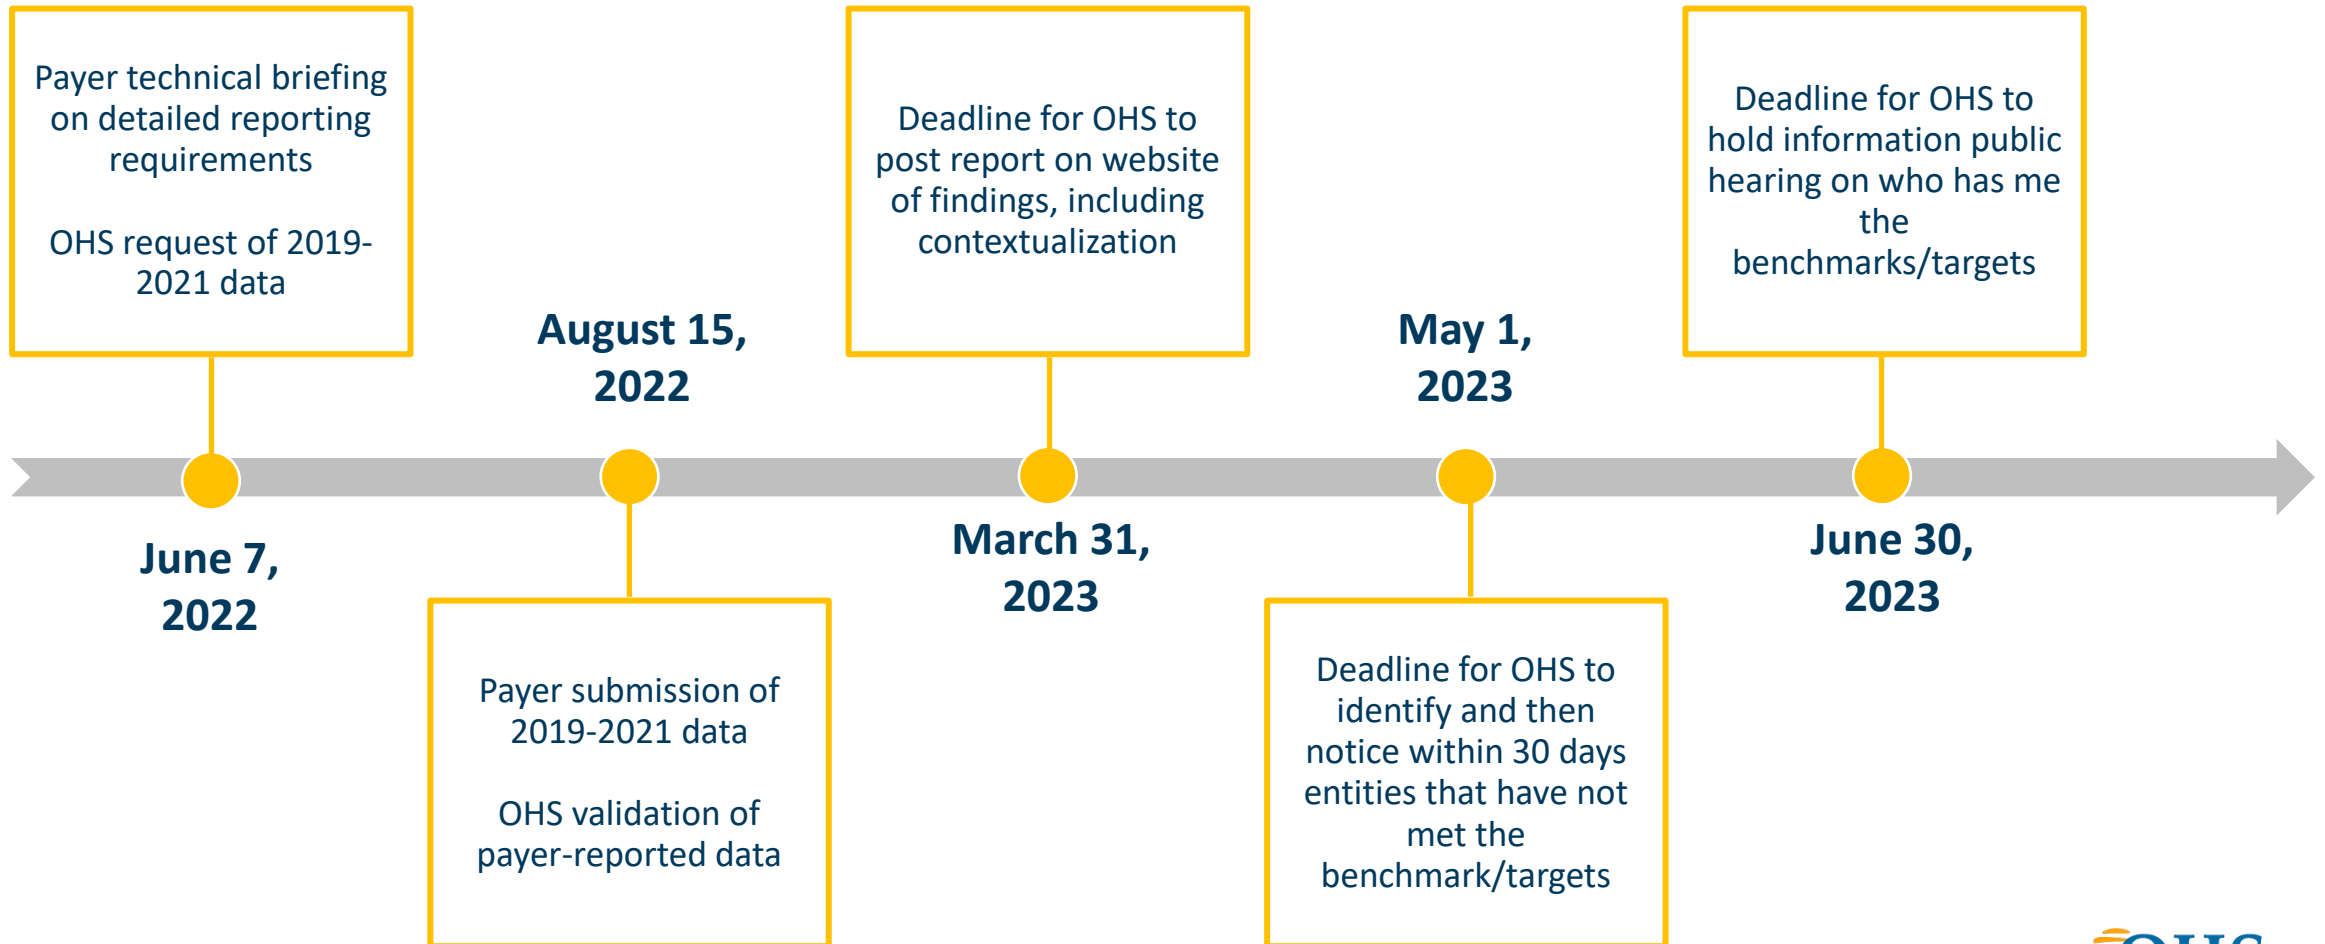 Payer technical briefing
on detailed reporting
requirements
OHS request of 2019-
2021 data
June 7,
2022
August 15,
2022
Payer submission of
2019-2021 data
OHS validation of
payer-reported data
Deadline for OHS to
post report on website
of findings, including
contextualization
March 31,
2023
May 1,
2023
Deadline for OHS to
identify and then
notice within 30 days
entities that have not
met the
benchmark/targets
Deadline for OHS to
hold information public
hearing on who has me
the
benchmarks/targets
June 30,
2023
OHS